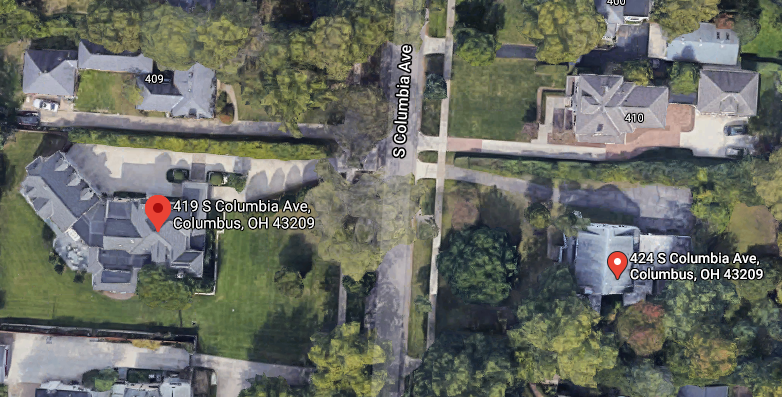 400
S Columbia Ave
409
410
419 S Columbia Ave,
Columbus, OH 43209
424 S Columbia Ave,
Columbus, OH 43209